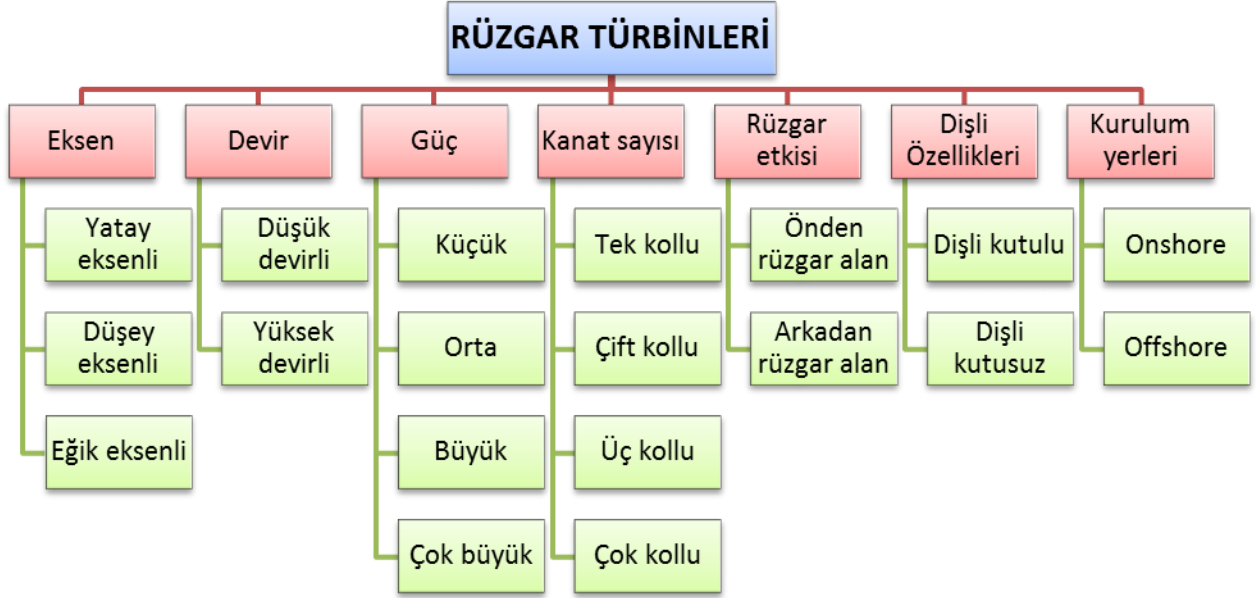 RÜZGAR TÜRBİNLERİ
Eksen
Yatay
eksenli
Düşey
eksenli
Eğik eksenli
Devir
Düşük
devirli
Yüksek
devirli
Güç
Küçük
Orta
Büyük
Çok büyük
Kanat sayısı
Tek kollu
Çift kollu
Üç kollu
Çok kollu
Rüzgar
etkisi
Önden
rüzgar alan
Arkadan
rüzgar alan
Dişli
Özellikleri
Dişli kutulu
Dişli
kutusuz
Kurulum
yerleri
Onshore
Offshore